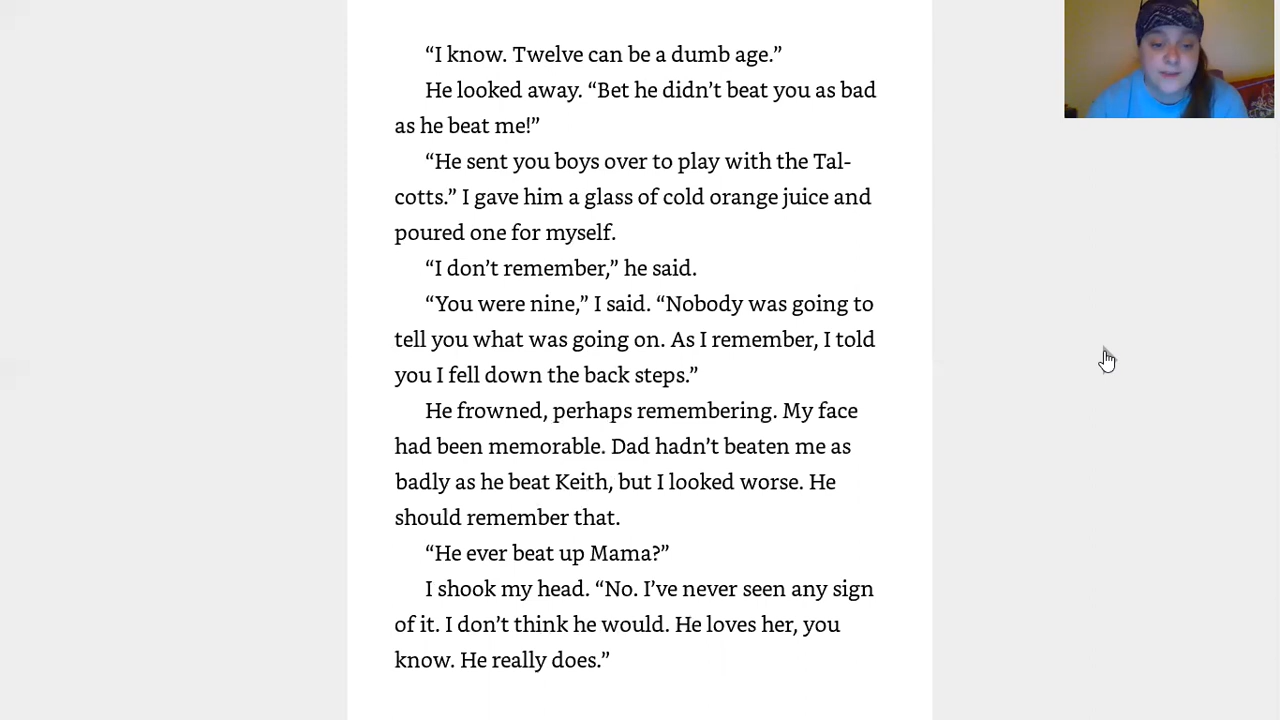 “I know. Twelve can be a dumb age.”
He looked away. “Bet he didn’t beat you as bad
as he beat me!”
“He sent you boys over to play with the Tal-
cotts.” I gave him a glass of cold orange juice and
poured one for myself.
“I don’t remember,” he said.
“You were nine,” I said. “Nobody was going to
tell you what was going on. As I remember, I told
you I fell down the back steps.”
He frowned, perhaps remembering. My face
had been memorable. Dad hadn’t beaten me as
badly as he beat Keith, but I looked worse. He
should remember that.
“He ever beat up Mama?”
I shook my head. “No. I’ve never seen any sign
of it. I don’t think he would. He loves her, you
know. He really does.”